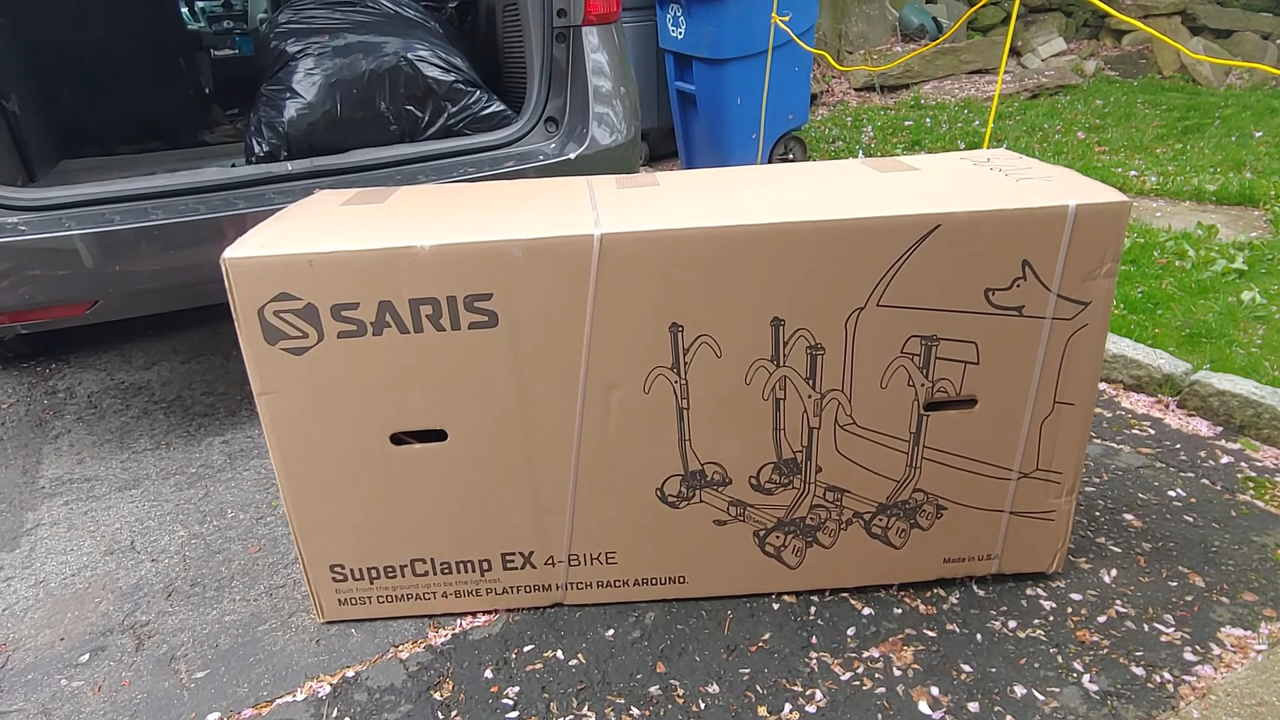 SARIS
SuperClamp EX 4-BIKE
Built from the ground up to be the lightest.
MOST COMPACT 4-BIKE PLATFORM HITCH RACK AROUND.
Made in U.S.A